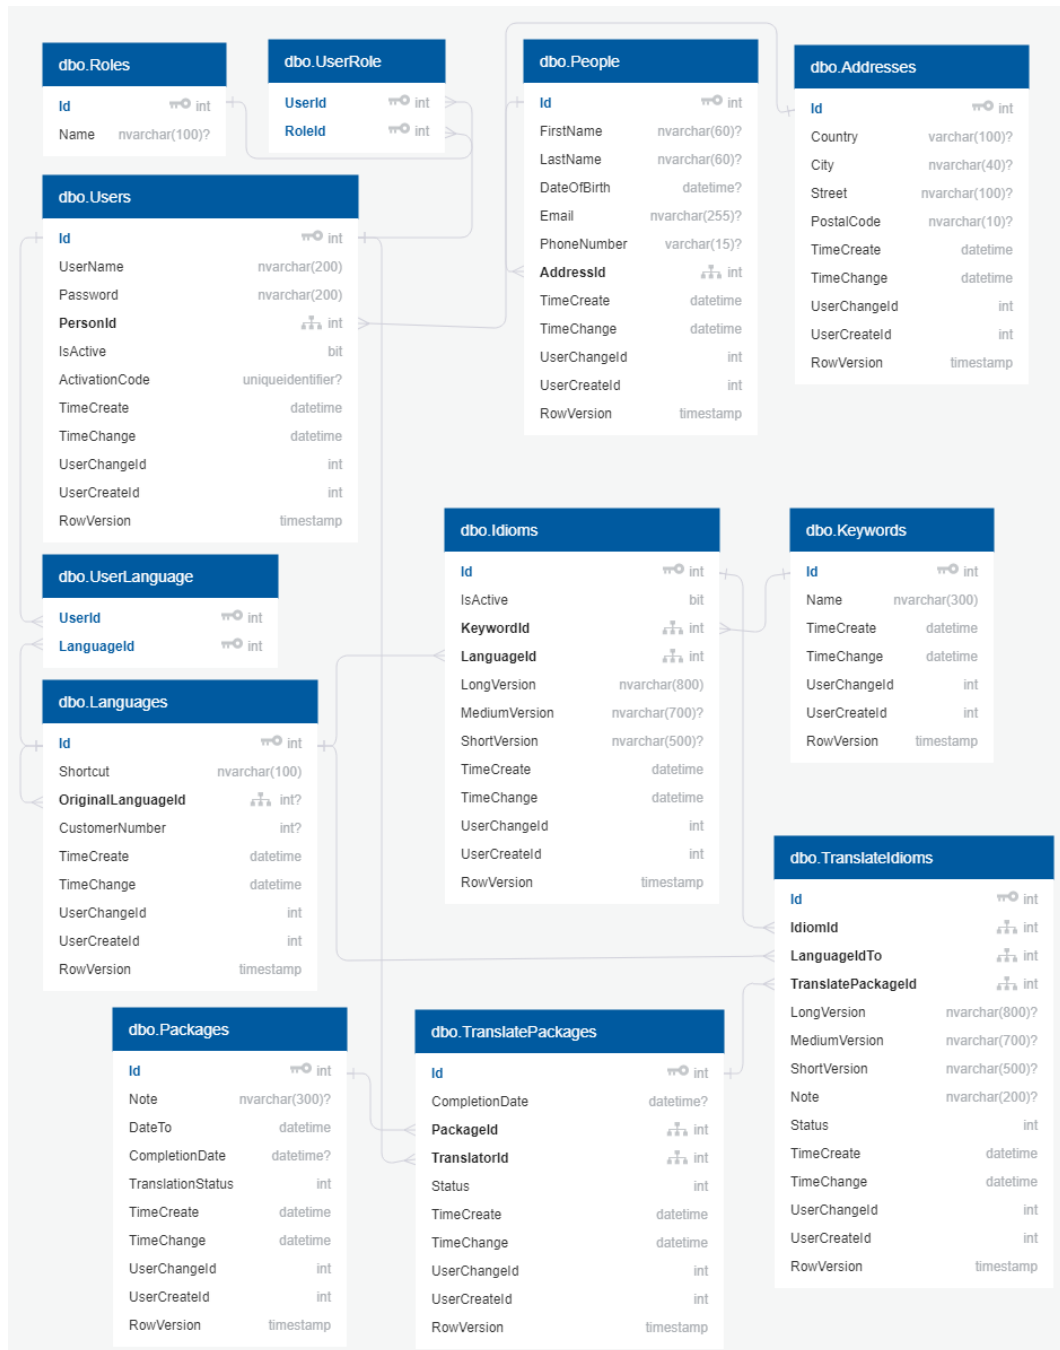 dbo.Roles
Id int
Name nvarchar(100)?
dbo.UserRole
UserId int
RoleId int
dbo.People
Id int
FirstName nvarchar(60)?
LastName nvarchar(60)?
DateOfBirth datetime?
Email nvarchar(255)?
PhoneNumber varchar(15)?
AddressId int
TimeCreate datetime
TimeChange datetime
UserChangeId int
UserCreateId int
RowVersion timestamp
dbo.Addresses
Id int
Country varchar(100)?
City nvarchar(40)?
Street nvarchar(100)?
PostalCode nvarchar(10)?
TimeCreate datetime
TimeChange datetime
UserChangeId int
UserCreateId int
RowVersion timestamp
dbo.Users
Id int
UserName nvarchar(200)
Password nvarchar(200)
PersonId int
IsActive bit
ActivationCode uniqueidentifier?
TimeCreate datetime
TimeChange datetime
UserChangeId int
UserCreateId int
RowVersion timestamp
dbo.UserLanguage
UserId int
LanguageId int
dbo.Languages
Id int
Shortcut nvarchar(100)
OriginalLanguageId int?
CustomerNumber int?
TimeCreate datetime
TimeChange datetime
UserChangeId int
UserCreateId int
RowVersion timestamp
dbo.Idioms
Id int
IsActive bit
KeywordId int
LanguageId int
LongVersion nvarchar(800)
MediumVersion nvarchar(700)?
ShortVersion nvarchar(500)?
TimeCreate datetime
TimeChange datetime
UserChangeId int
UserCreateId int
RowVersion timestamp
dbo.Keywords
Id int
Name nvarchar(300)
TimeCreate datetime
TimeChange datetime
UserChangeId int
UserCreateId int
RowVersion timestamp
dbo.TranslateIdioms
Id int
IdiomId int
LanguageIdTo int
TranslatePackageId int
LongVersion nvarchar(800)?
MediumVersion nvarchar(700)?
ShortVersion nvarchar(500)?
Note nvarchar(200)?
Status int
TimeCreate datetime
TimeChange datetime
UserChangeId int
UserCreateId int
RowVersion timestamp
dbo.Packages
Id int
Note nvarchar(300)?
DateTo datetime
CompletionDate datetime?
TranslationStatus int
TimeCreate datetime
TimeChange datetime
UserChangeId int
UserCreateId int
RowVersion timestamp
dbo.TranslatePackages
Id int
CompletionDate datetime?
PackageId int
TranslatorId int
Status int
TimeCreate datetime
TimeChange datetime
UserChangeId int
UserCreateId int
RowVersion timestamp